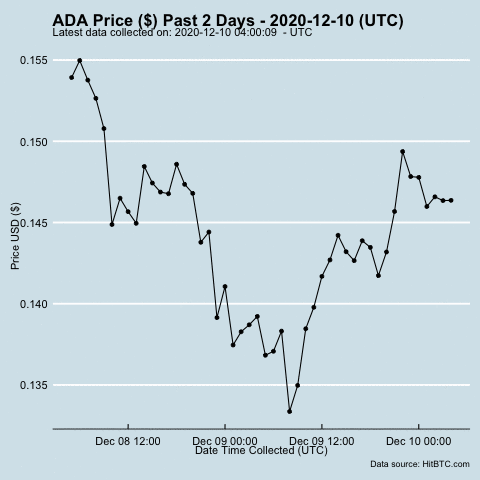 ADA Price ($) Past 2 Days - 2020-12-10 (UTC)
Latest data collected on: 2020-12-10 04:00:09  - UTC
0.155
0.150
0.145
0.140
0.135
Price USD ($)
Dec 08 12:00
Dec 09 00:00
Dec 09 12:00
Dec 10 00:00
Date Time Collected (UTC)
Data source: HitBTC.com